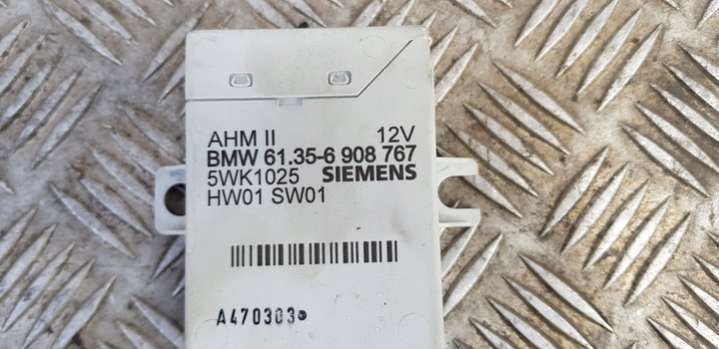 AHM II 12V
BMW 61.35-6 908 767
5WK1025 SIEMENS
HW01 SW01
A470303